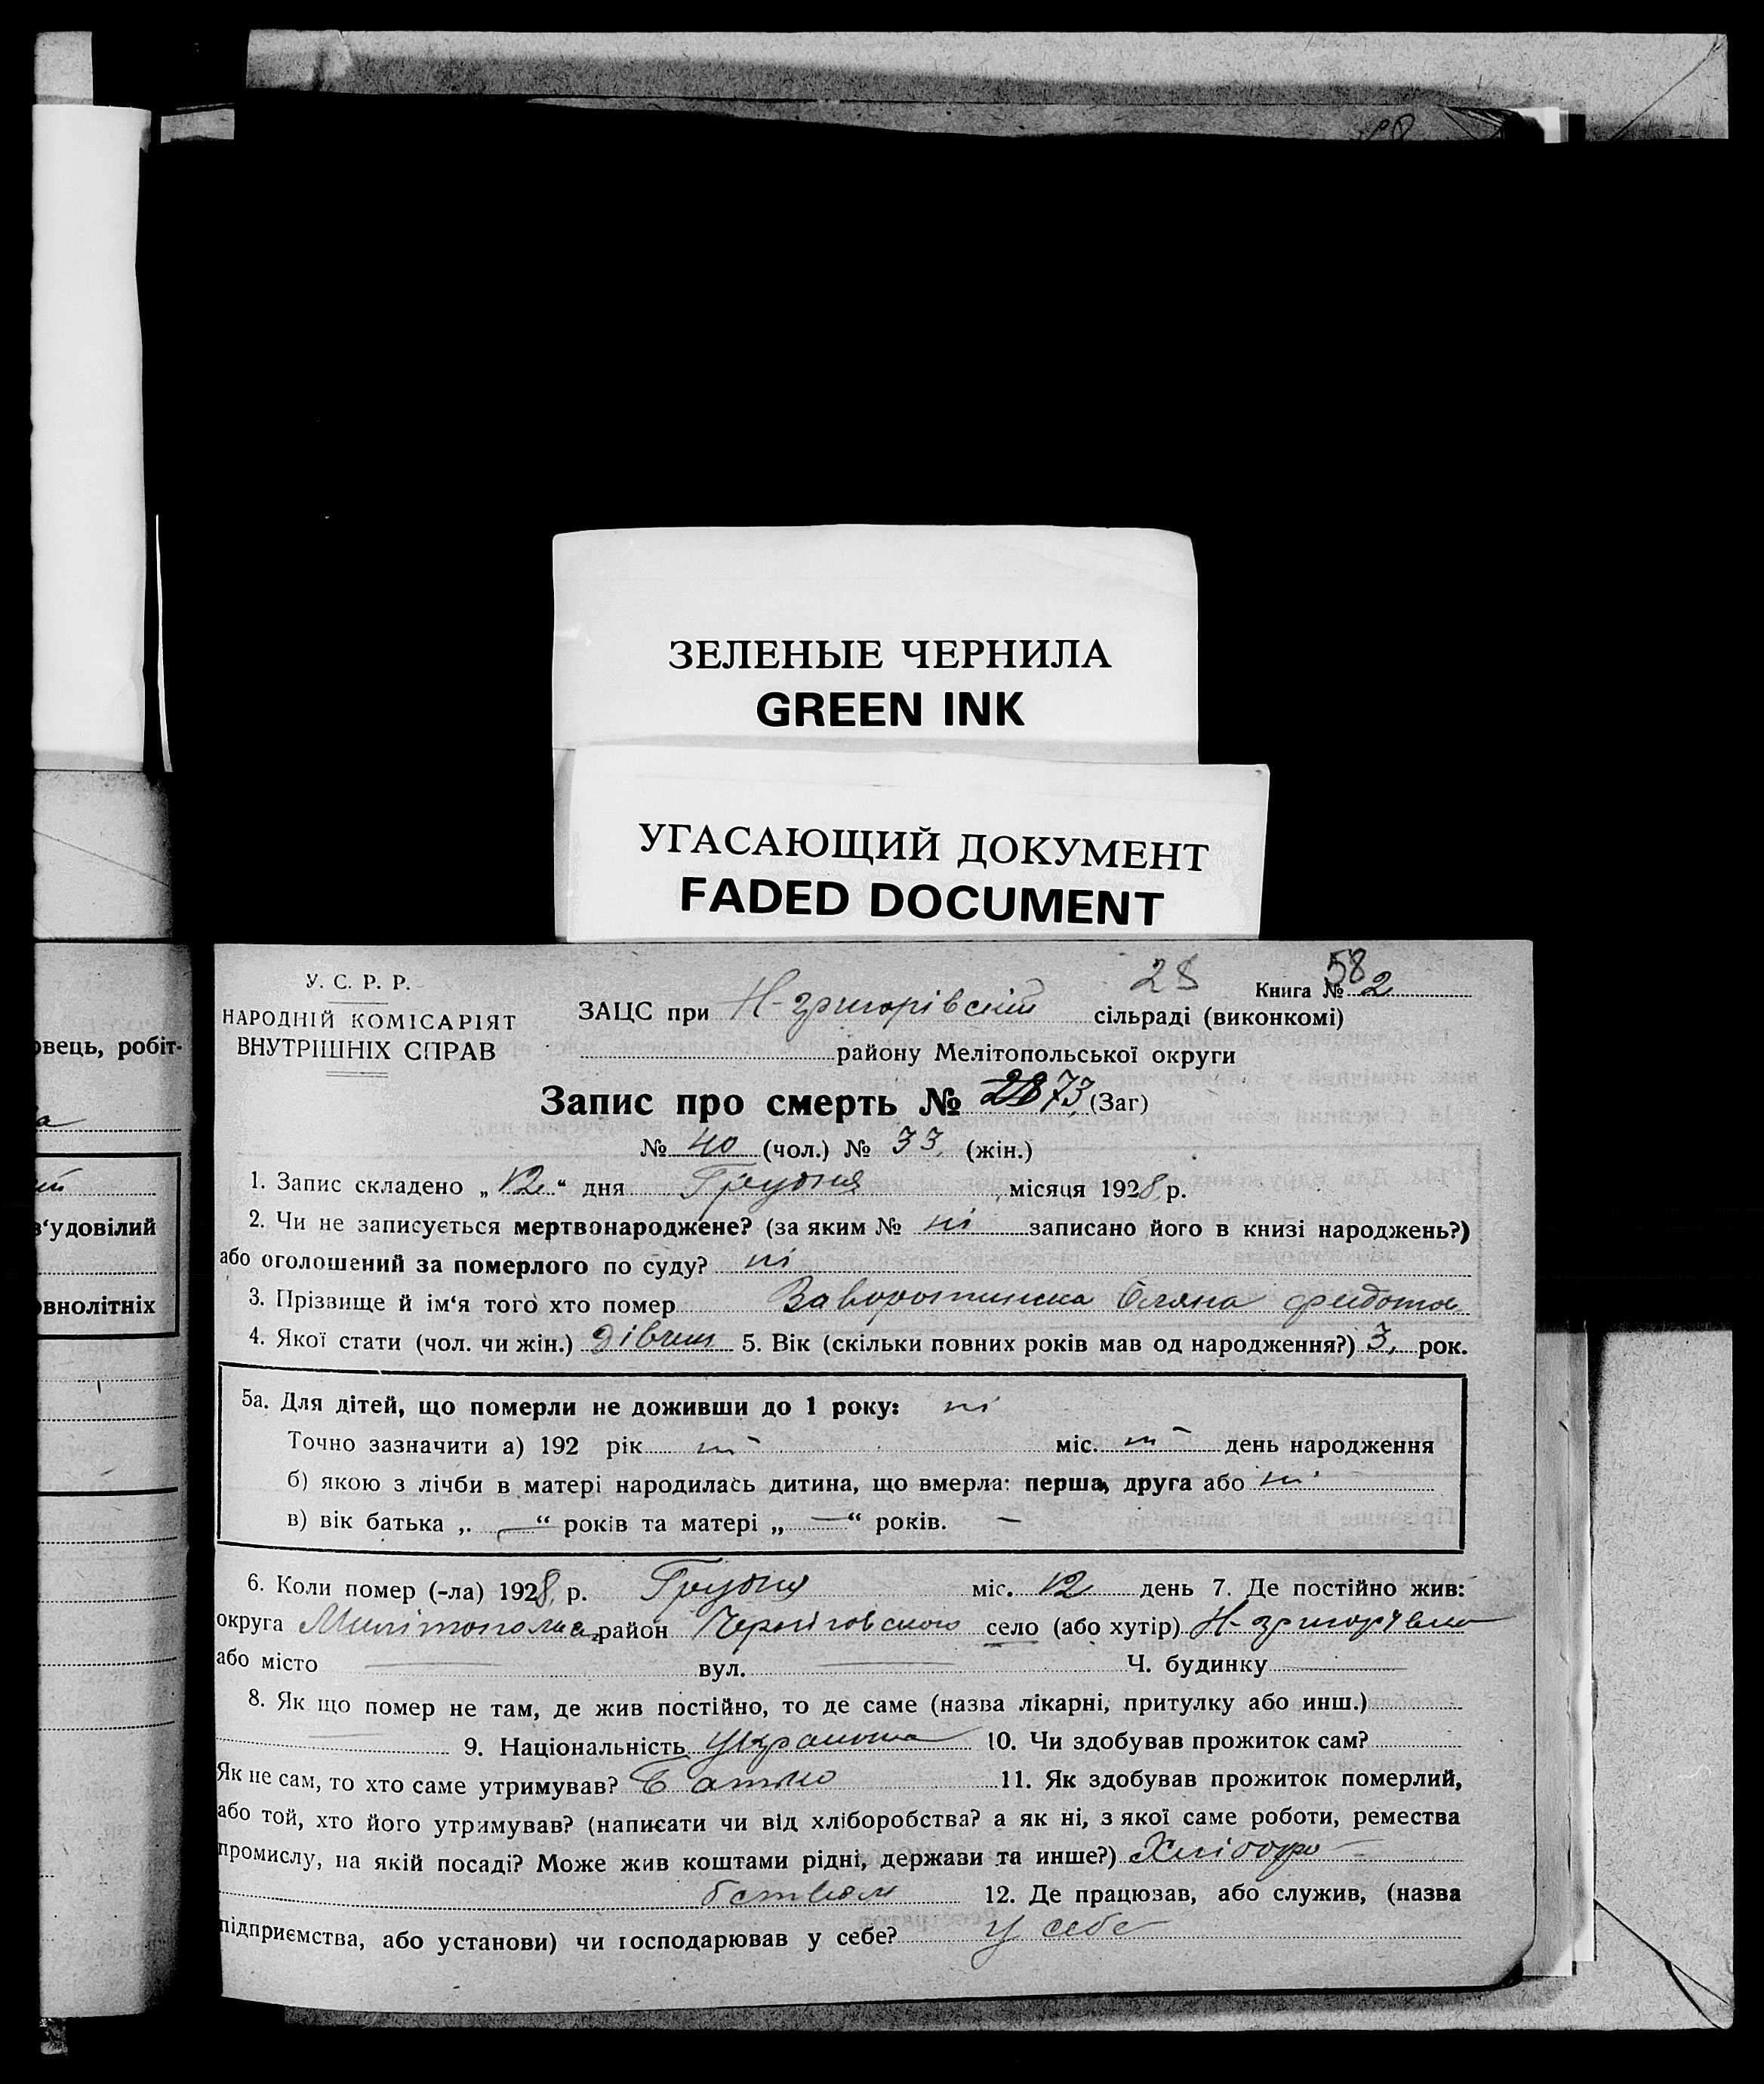 ЗЕЛЕНЫЕ ЧЕРНИЛА
GREEN INK
УГАСАЮЩИЙ ДОКУМЕНТ
FADED DOCUMENT
овець, робіт-
в‘удовілий
овнолітніх
28 58
У. С. Р. Р.
НАРОДНІЙ КОМІСАРІЯТ
ВНУТРІШНІХ СПРАВ
Книга № 2
ЗАЦС при Н-григорівській сільраді (виконкомі)
району Мелітопольської округи
Запис про смерть № 28 73 (Заг)
№ 40 (чол.) № 33 (жін.)
1. Запис складено „12“ дня Грудня місяця 1928 р.
2. Чи не записується мертвонароджене? (за яким № ні записано його в книзі народжень?)
або оголошений за померлого по суду? ні
3. Прізвище й ім‘я того хто помер
4. Якої стати (чол. чи жін.) дівчин 5. Вік (скільки повних років мав од народження?) 3 рок.
5а. Для дітей, що померли не доживши до 1 року: ні
Точно зазначити а) 192 рік ні міс. ні день народження
б) якою з лічби в матері народилась дитина, що вмерла: перша, друга або ні
в) вік батька „ — “ років та матері „ — “ років. —
6. Коли помер (-ла) 1928 р. Грудня міс. 12 день 7. Де постійно жив:
округа район Черніговського село (або хутір) Н-григорівка
або місто — вул. — Ч. будинку —
8. Як що помер не там, де жив постійно, то де саме (назва лікарні, притулку або инш.)
— 9. Національність Українка 10. Чи здобував прожиток сам?
Як не сам, то хто саме утримував? Батько 11. Як здобував прожиток померлий,
або той, хто його утримував? (написати чи від хліборобства? а як ні, з якої саме роботи, ремества
промислу, на якій посаді? Може жив коштами рідні, держави та инше?) Хліборо-
бством 12. Де працював, або служив, (назва
підприємства, або установи) чи господарював у себе? У себе